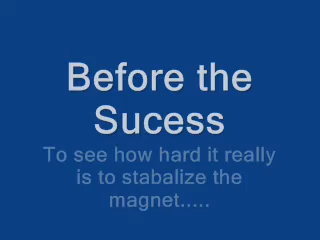 Before the
Sucess
To see how hard it really
is to stabalize the
magnet.....